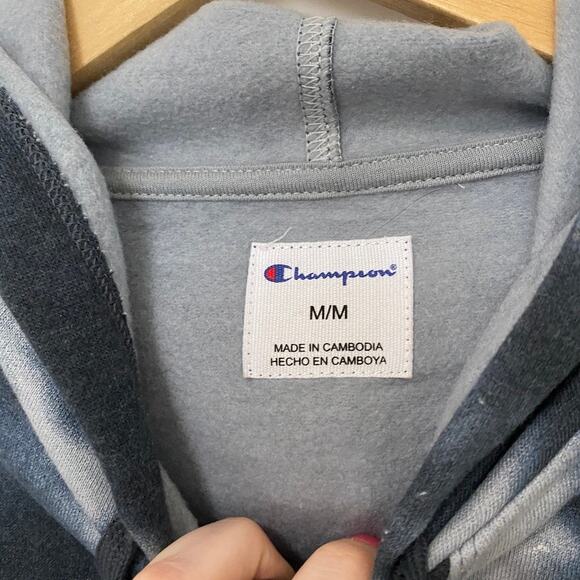 Champion®
M/M
MADE IN CAMBODIA
HECHO EN CAMBOYA